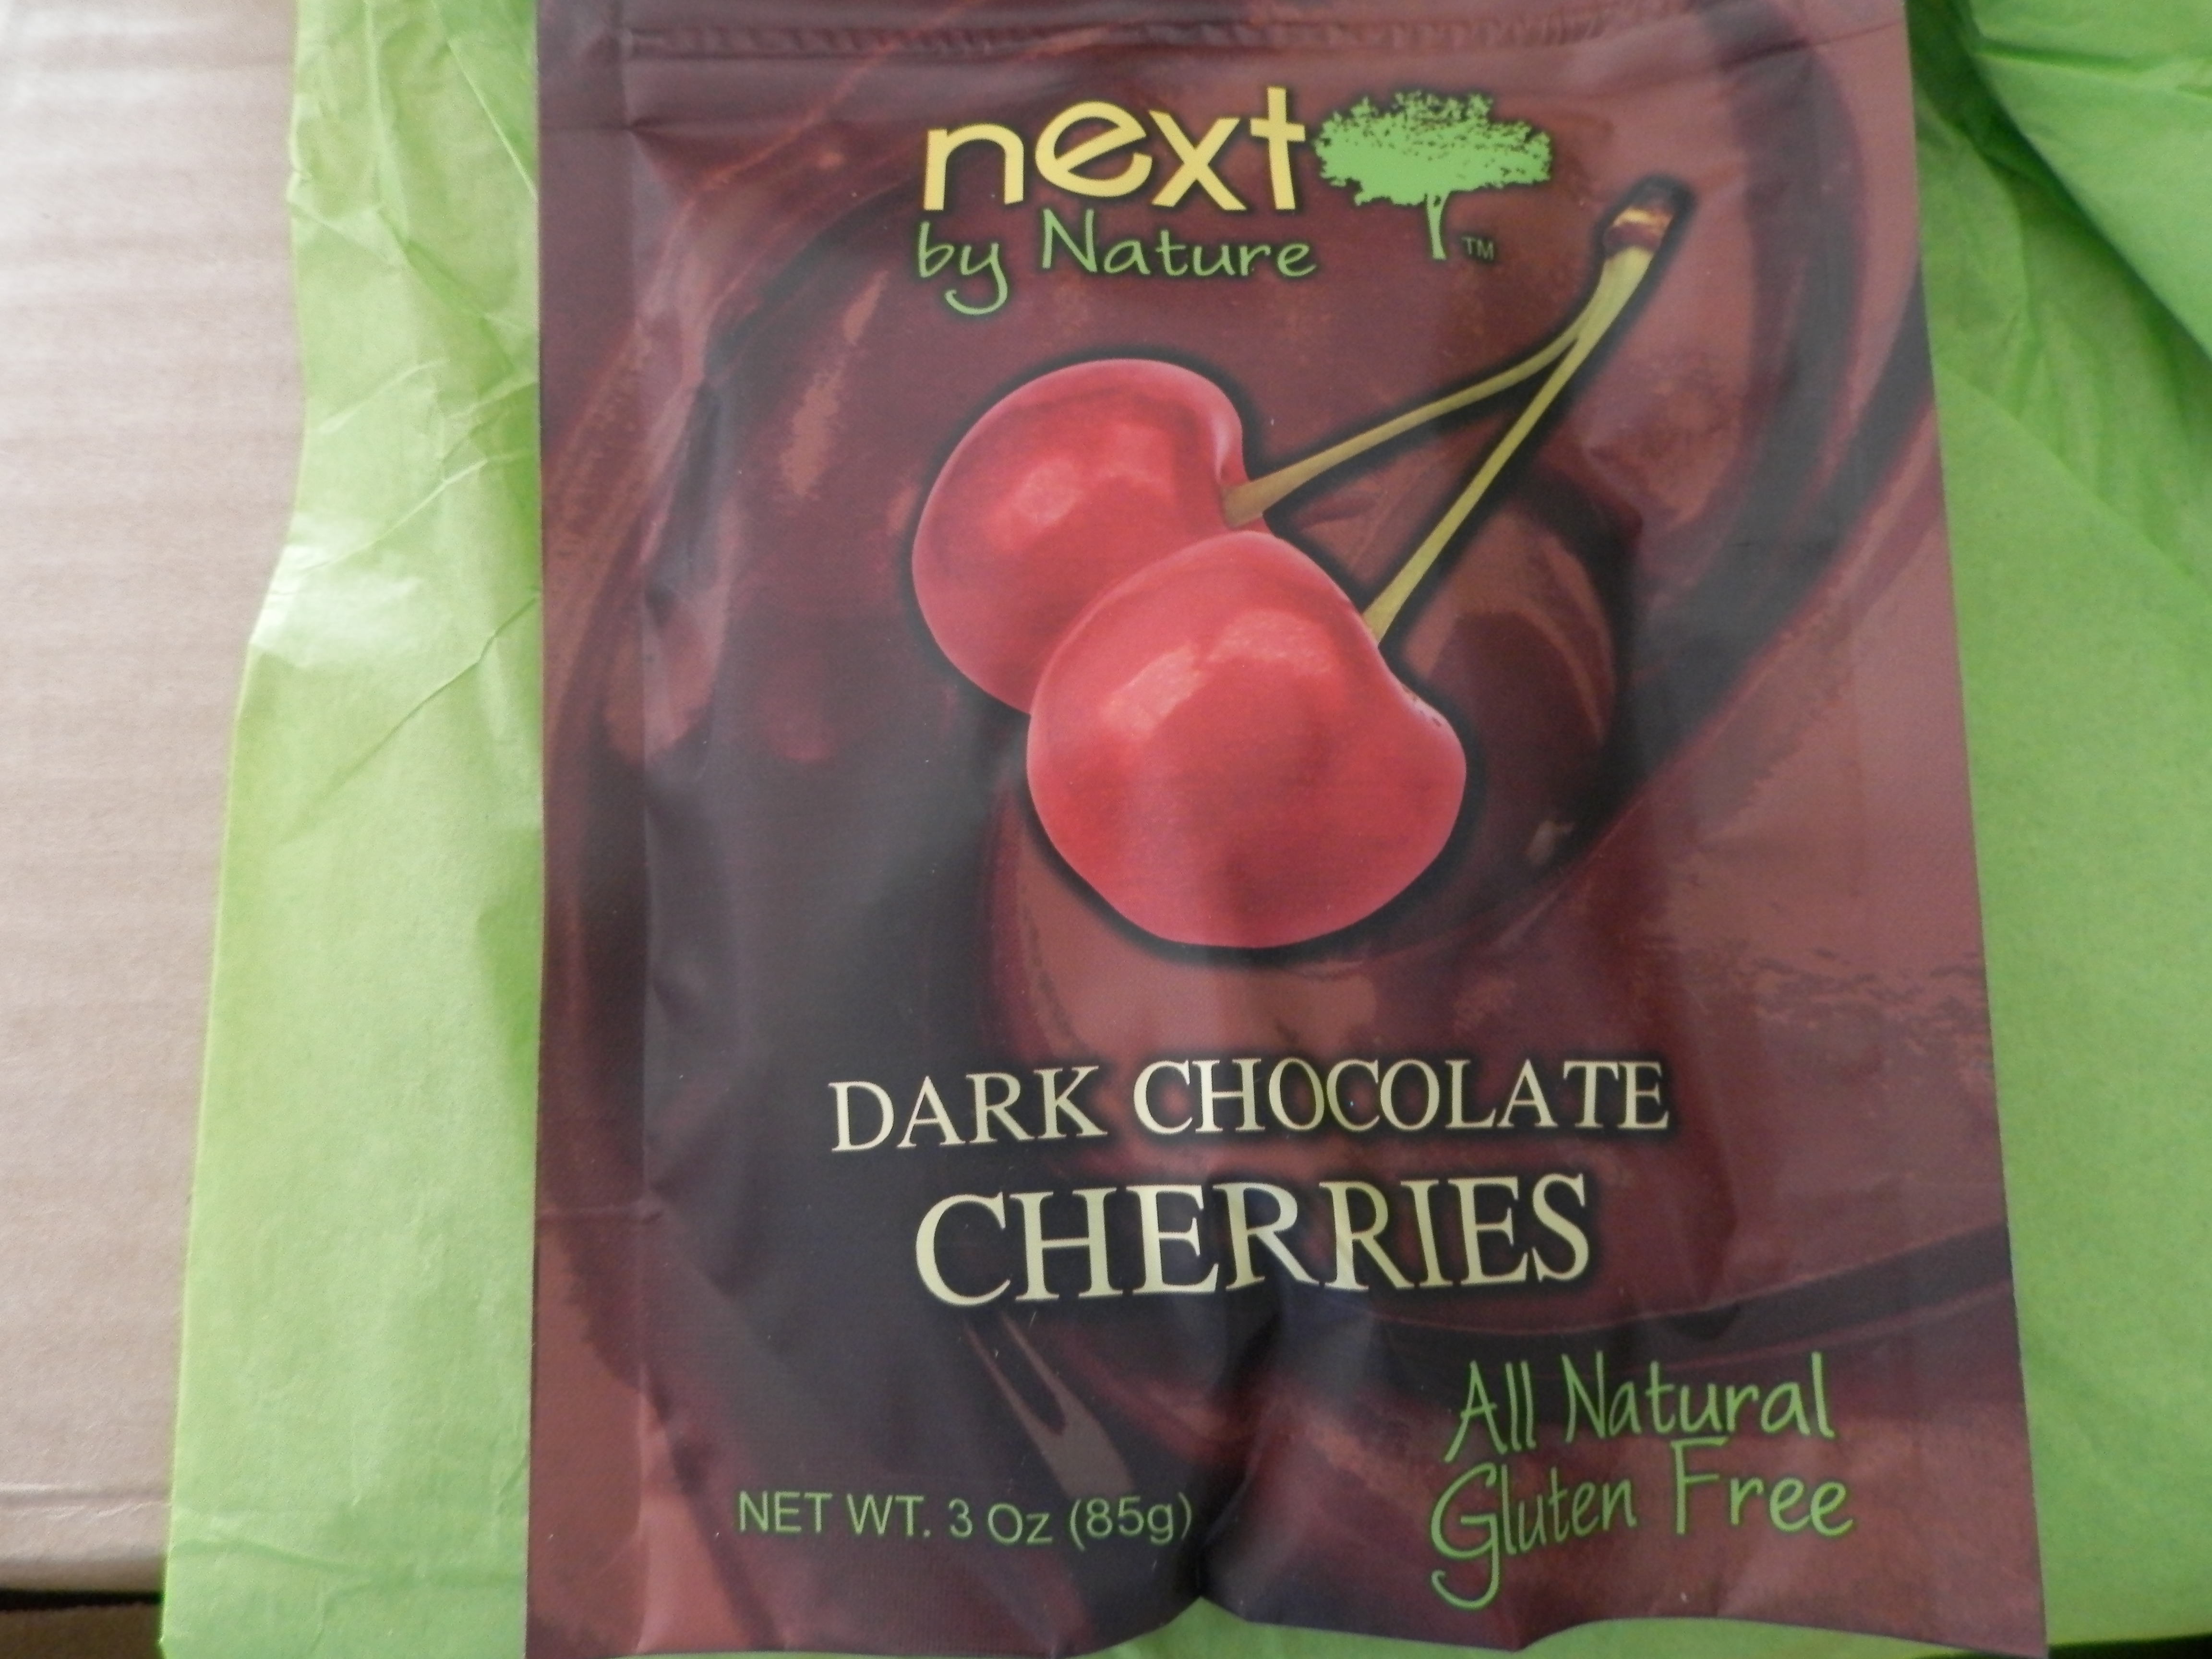 next
by Nature
TM
DARK CHOCOLATE
CHERRIES
All Natural
Gluten Free
NET WT. 3 Oz (85g)